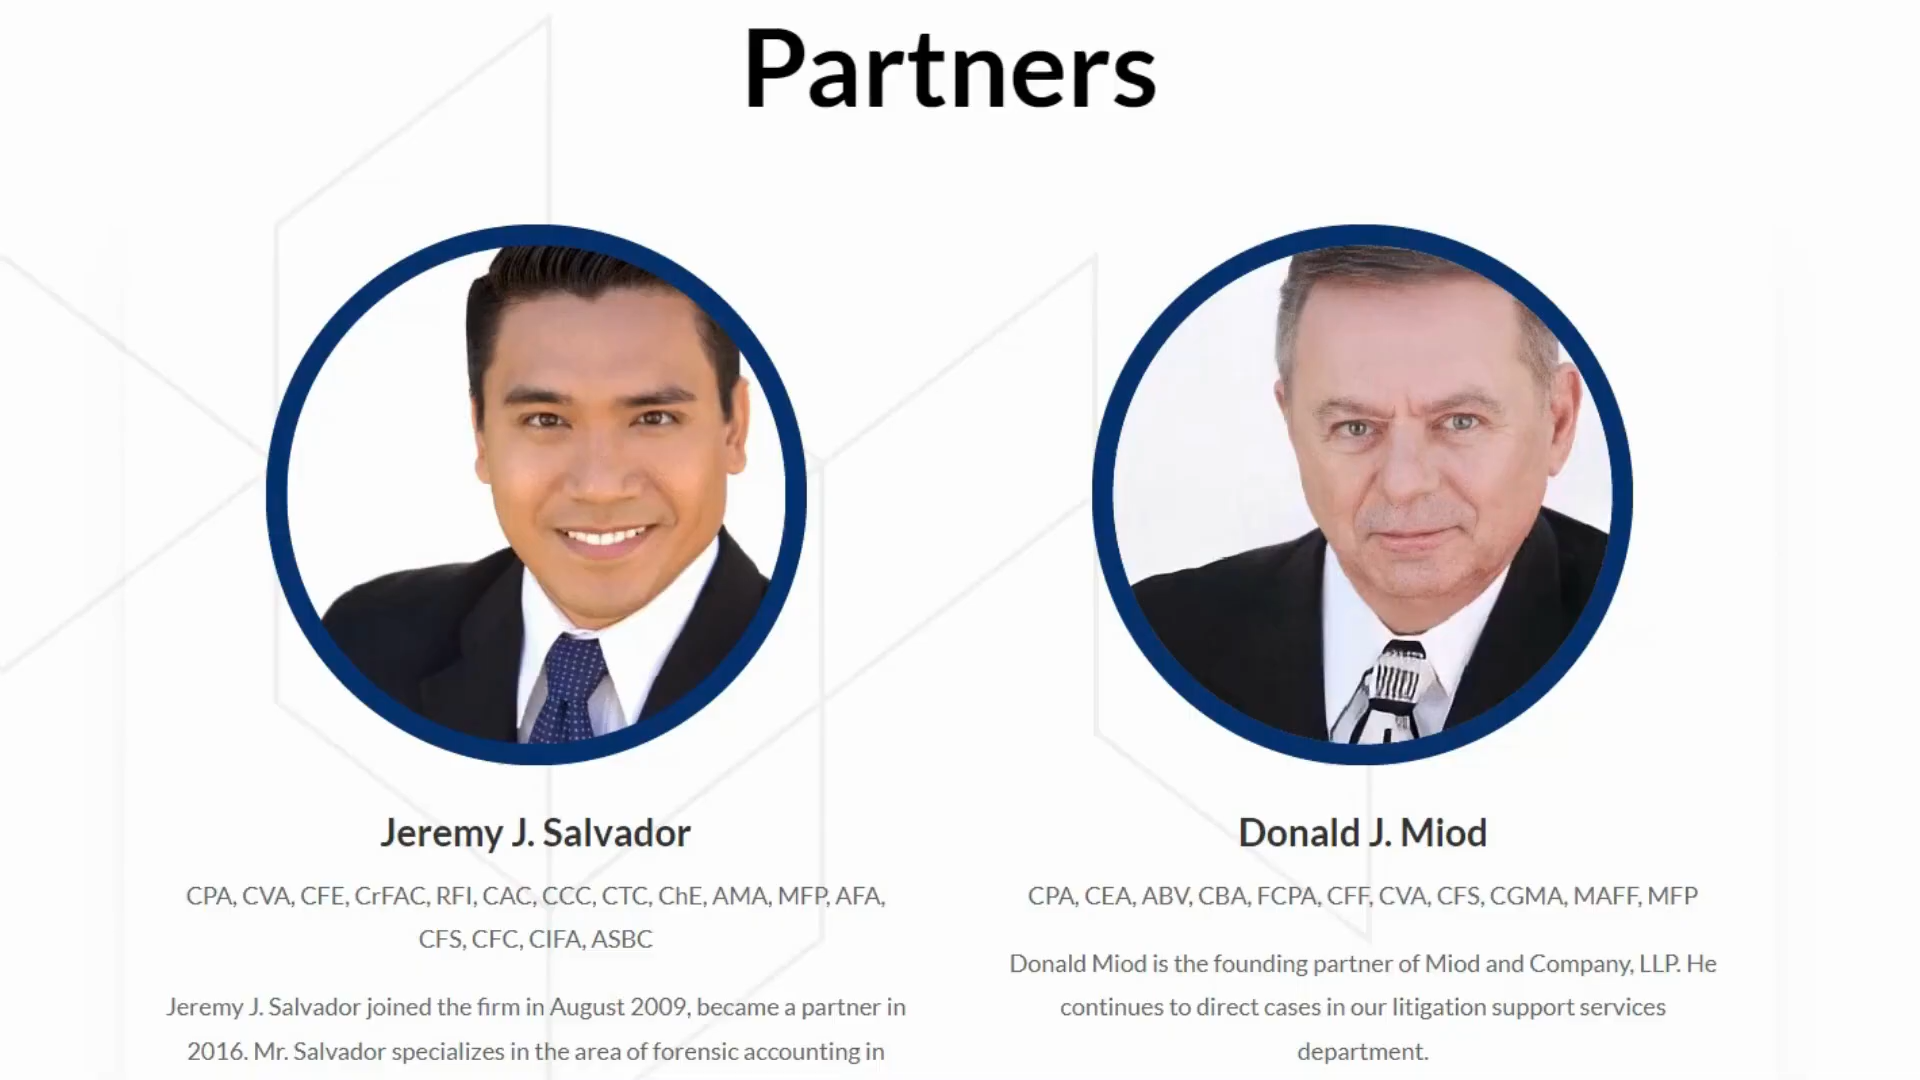 Partners
Jeremy J. Salvador
CPA, CVA, CFE, CrFAC, RFI, CAC, CCC, CTC, ChE, AMA, MFP, AFA,
CFS, CFC, CIFA, ASBC
Jeremy J. Salvador joined the firm in August 2009, became a partner in
2016. Mr. Salvador specializes in the area of forensic accounting in
Donald J. Miod
CPA, CEA, ABV, CBA, FCPA, CFF, CVA, CFS, CGMA, MAFF, MFP
Donald Miod is the founding partner of Miod and Company, LLP. He
continues to direct cases in our litigation support services
department.